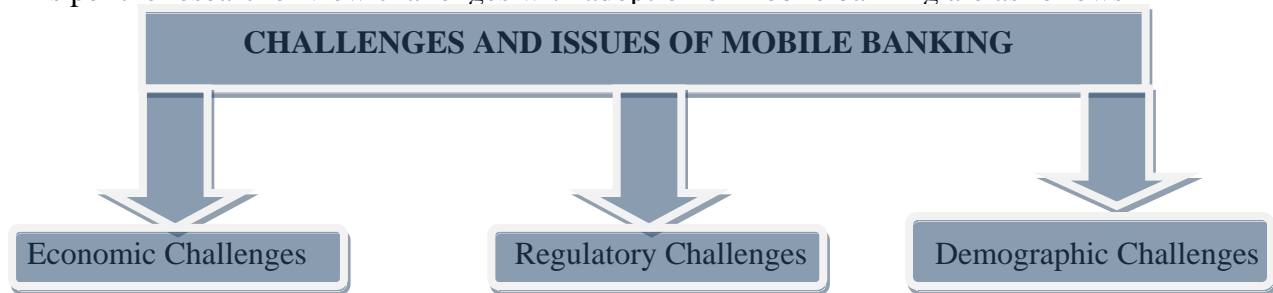 CHALLENGES AND ISSUES OF MOBILE BANKING
Economic Challenges
Regulatory Challenges
Demographic Challenges